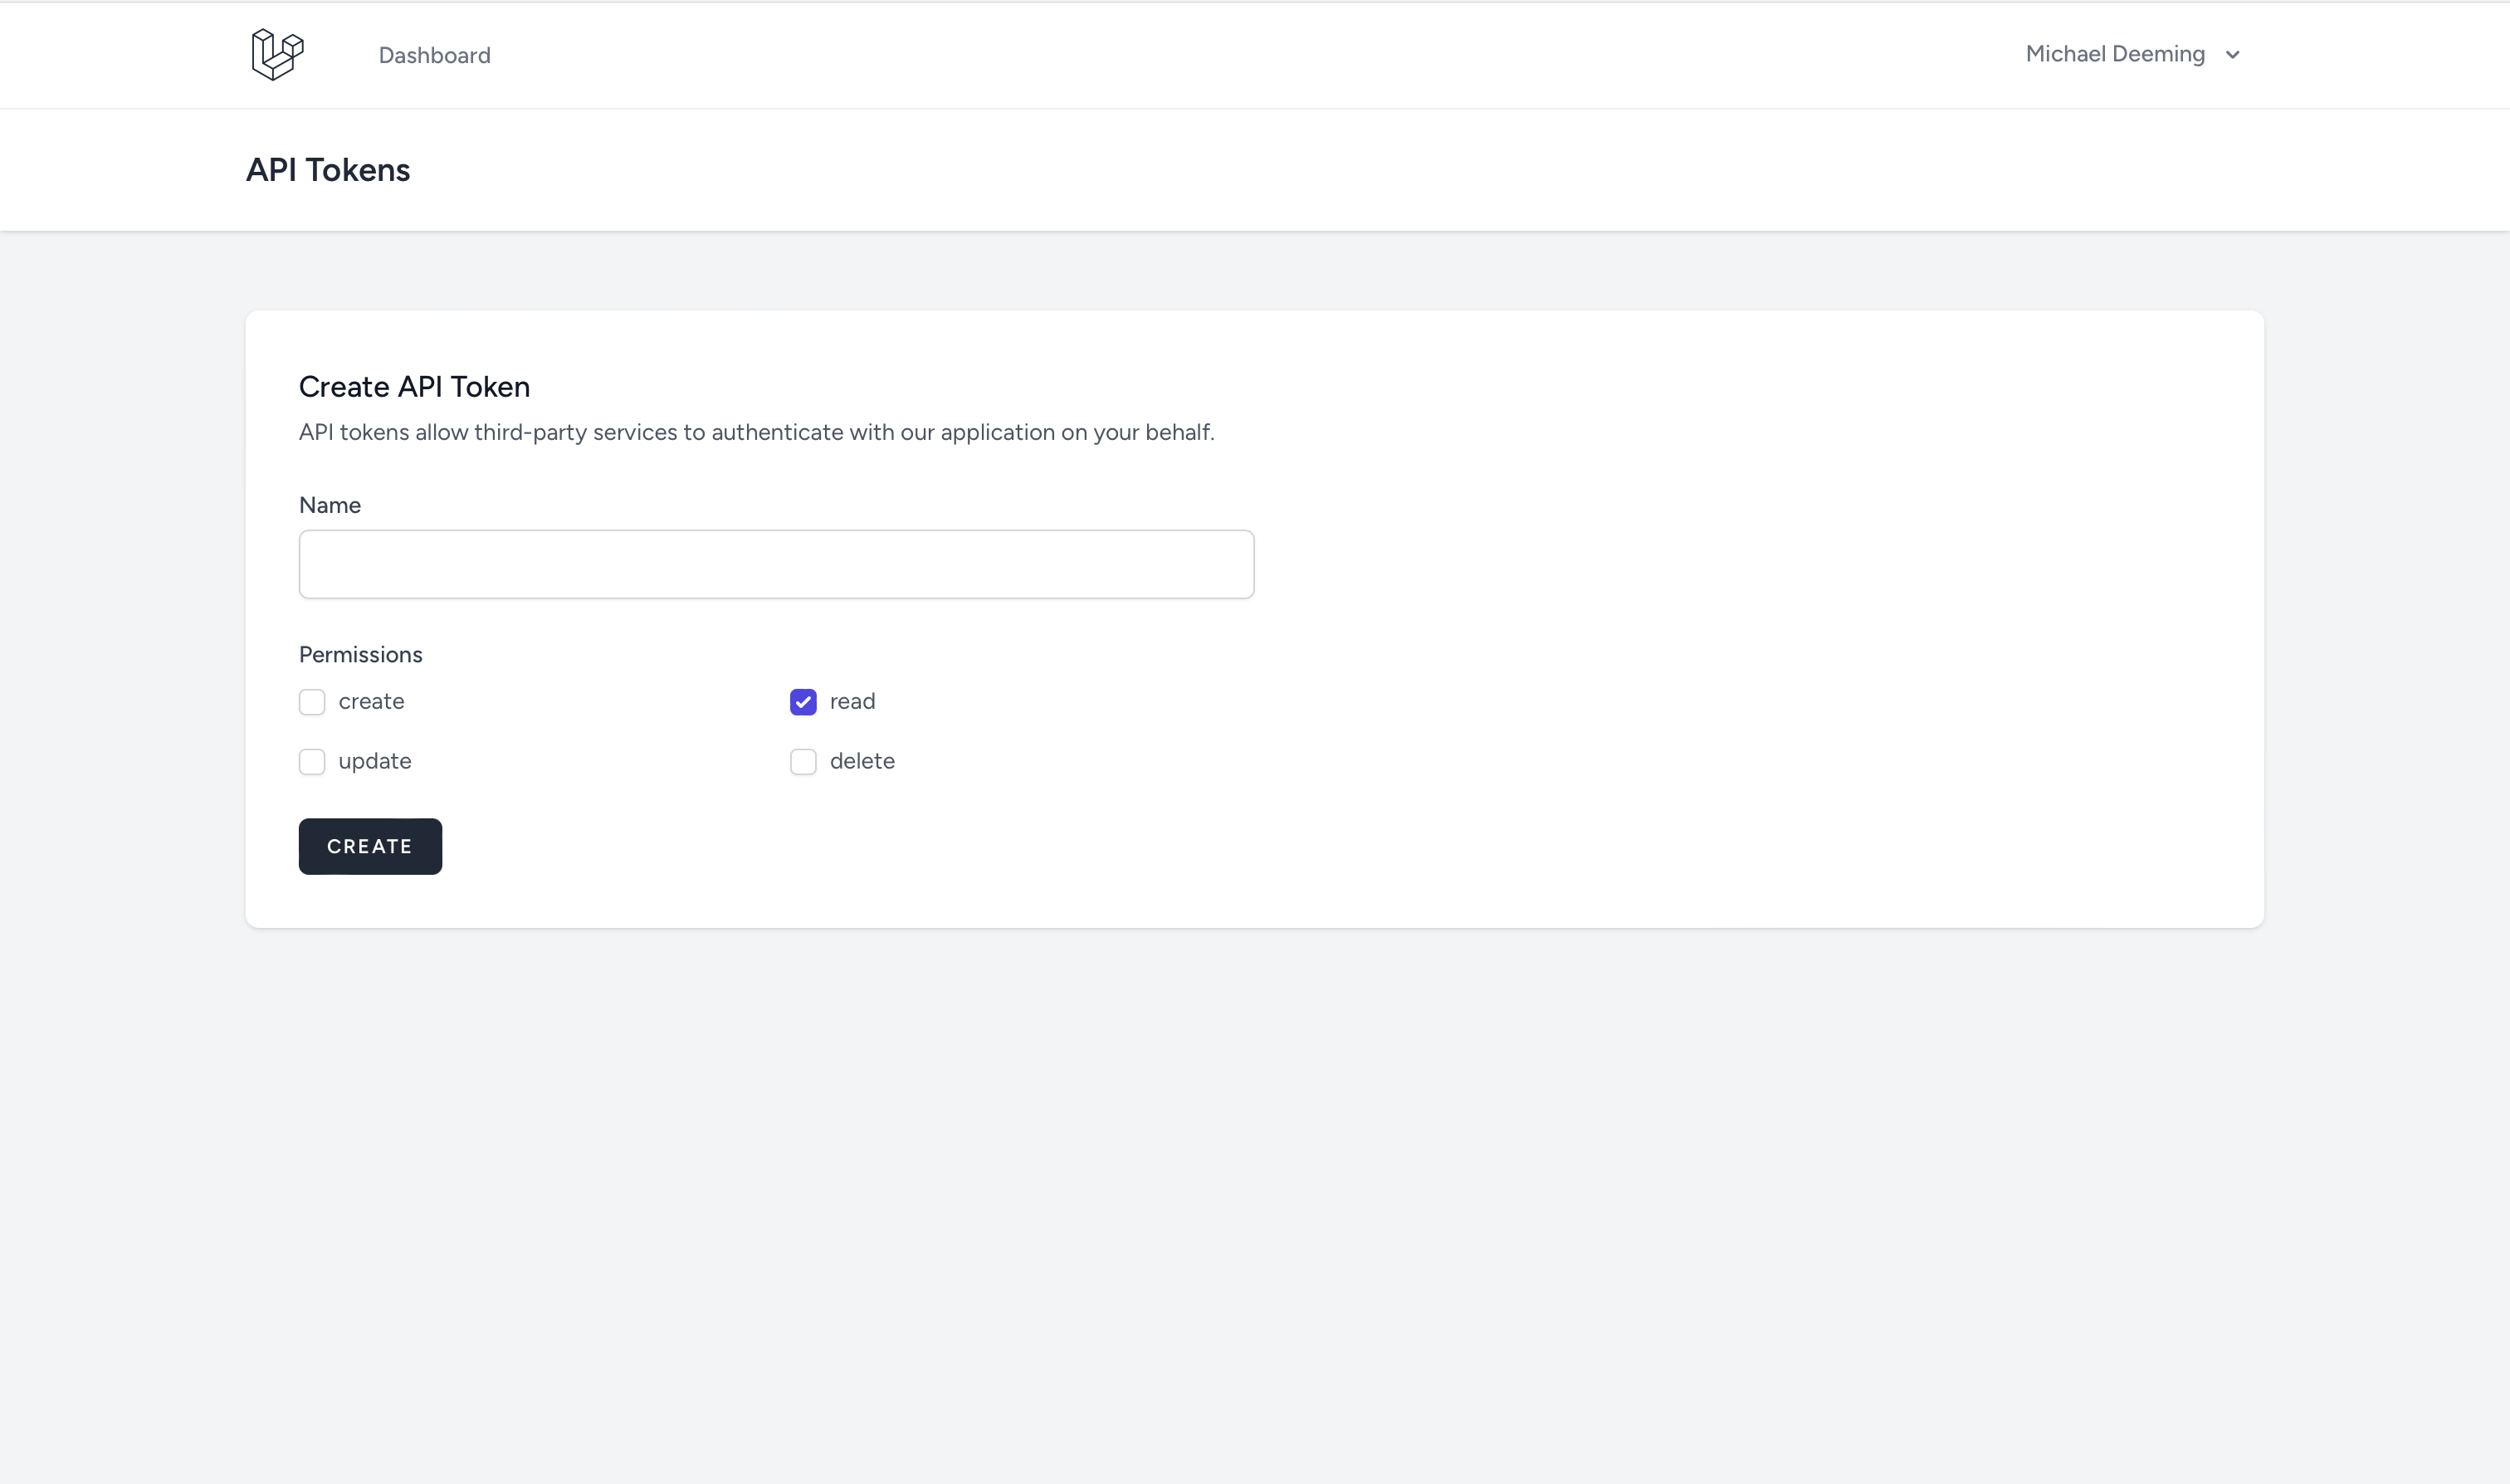 Dashboard
Michael Deeming
API Tokens
Create API Token
API tokens allow third-party services to authenticate with our application on your behalf.
Name
Permissions
create
read
update
delete
CREATE